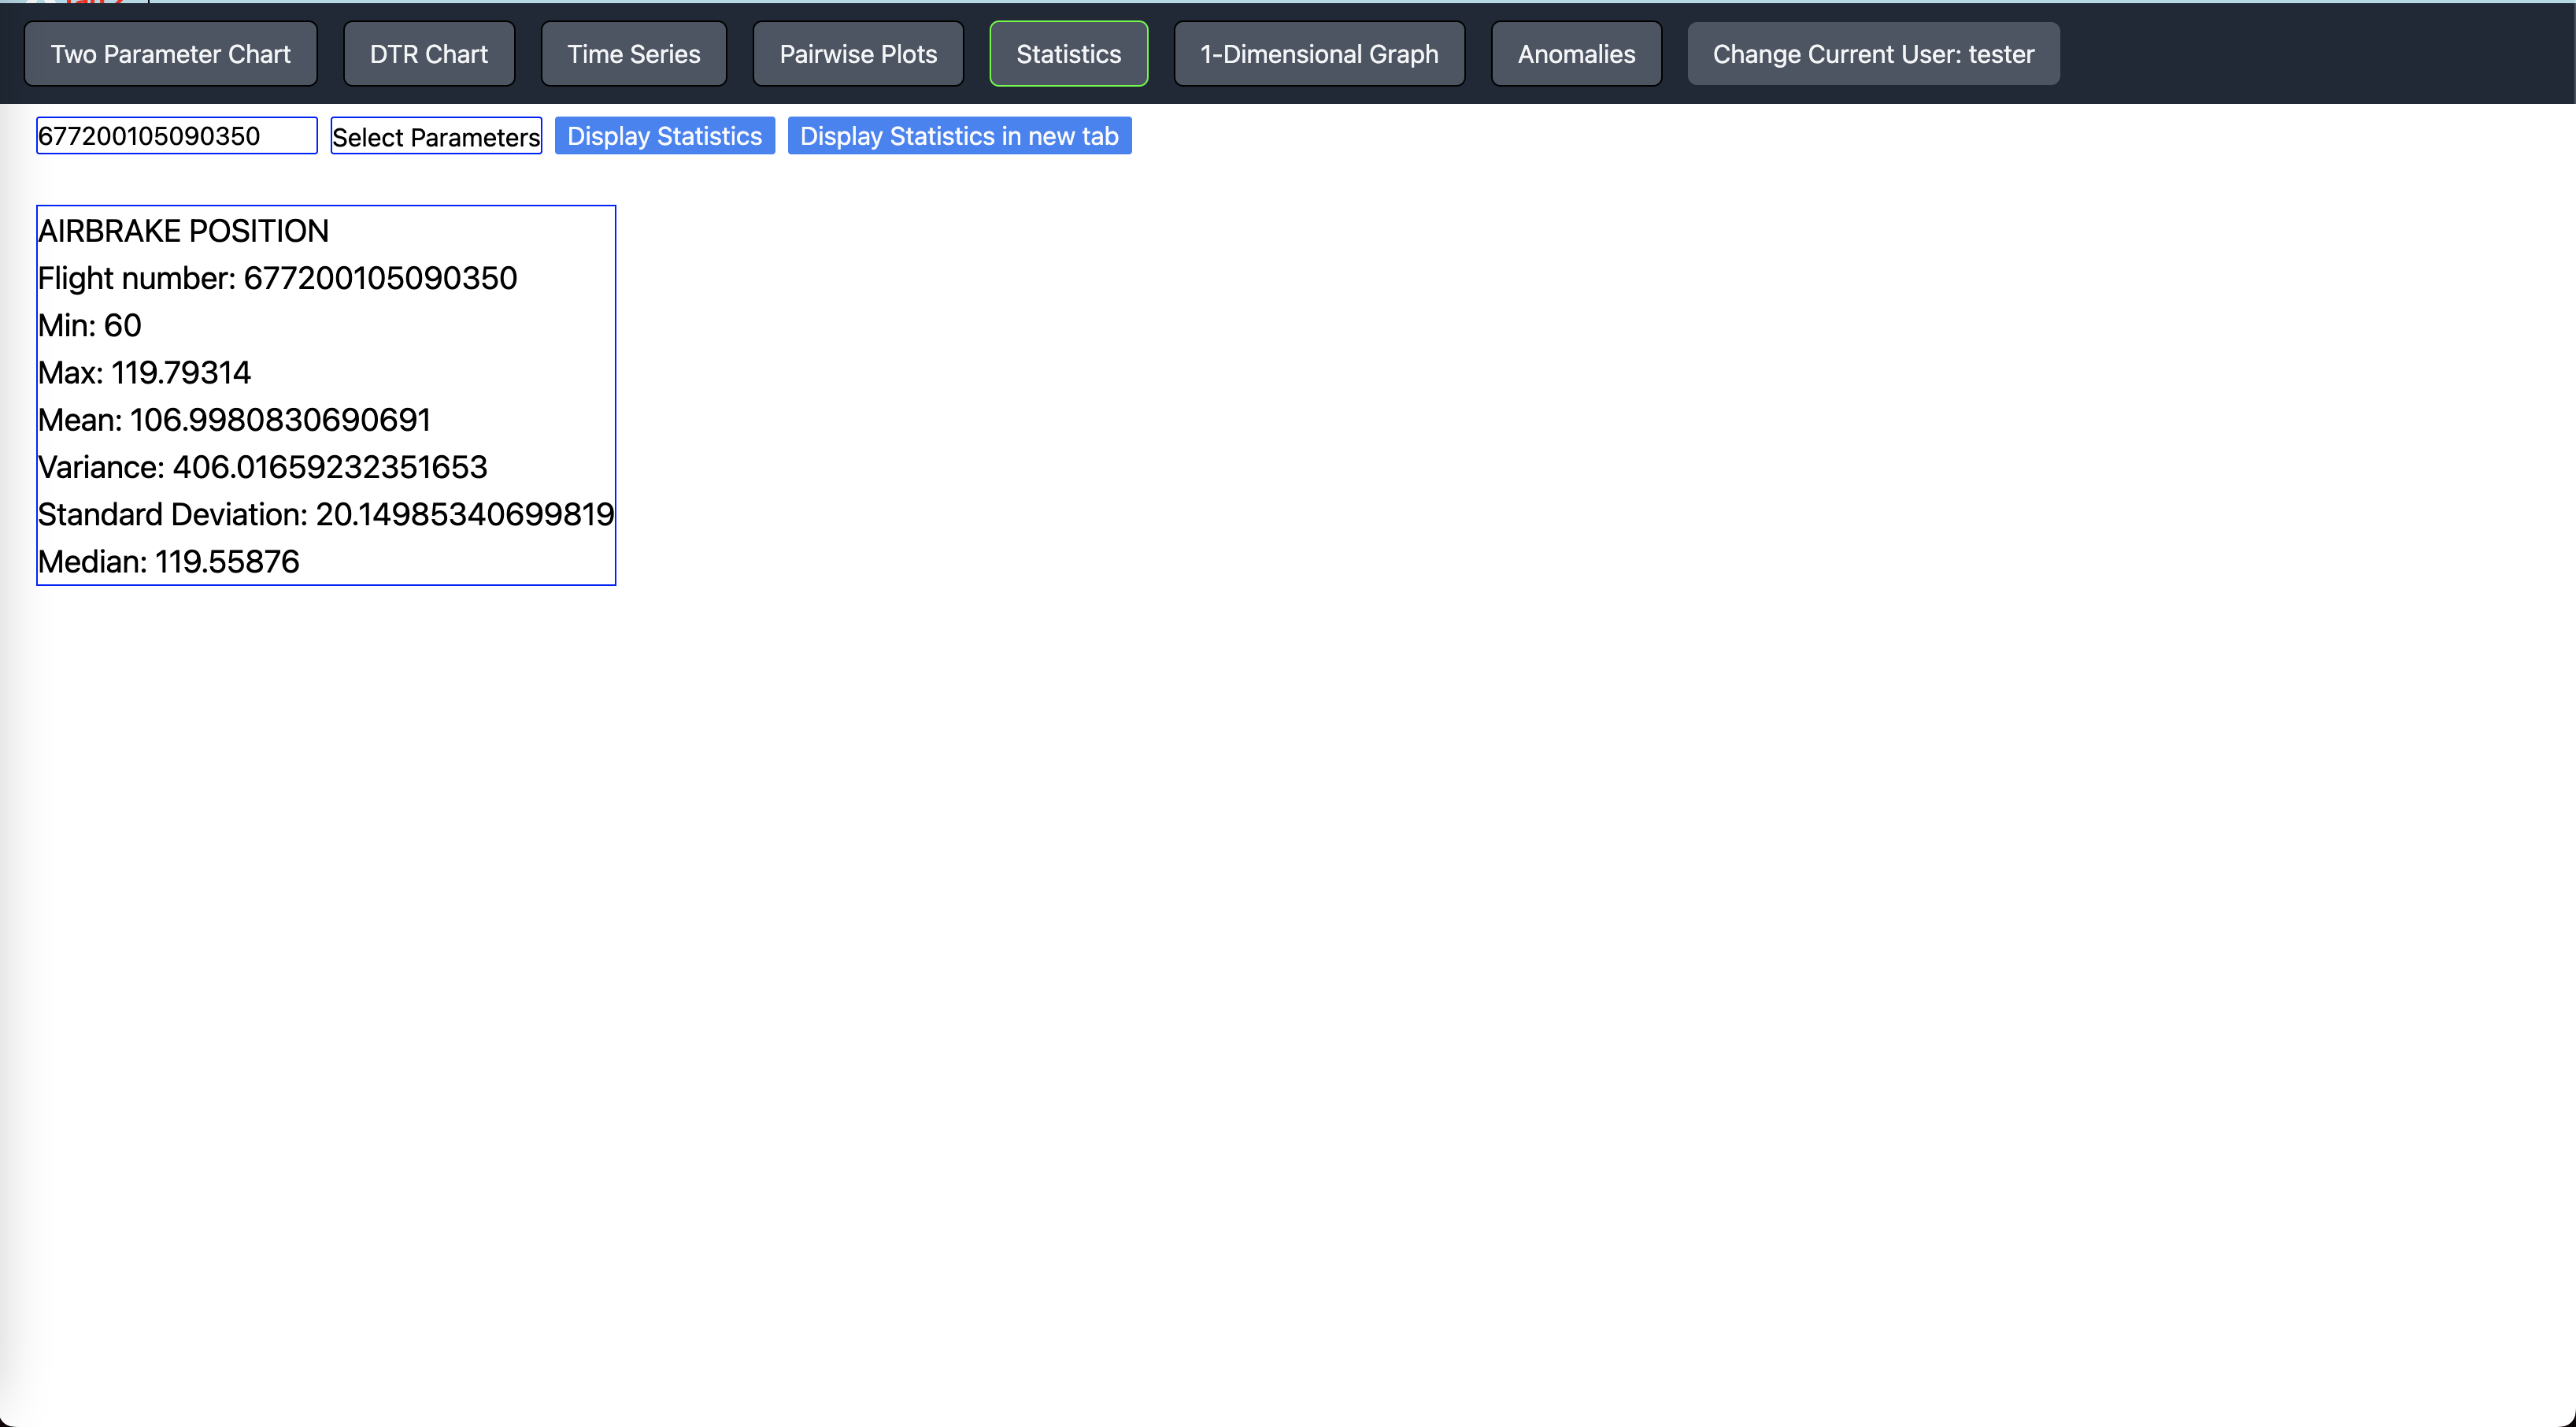 Two Parameter Chart DTR Chart Time Series Pairwise Plots Statistics 1-Dimensional Graph Anomalies Change Current User: tester
677200105090350 Select Parameters Display Statistics Display Statistics in new tab
AIRBRAKE POSITION
Flight number: 677200105090350
Min: 60
Max: 119.79314
Mean: 106.9980830690691
Variance: 406.01659232351653
Standard Deviation: 20.14985340699819
Median: 119.55876